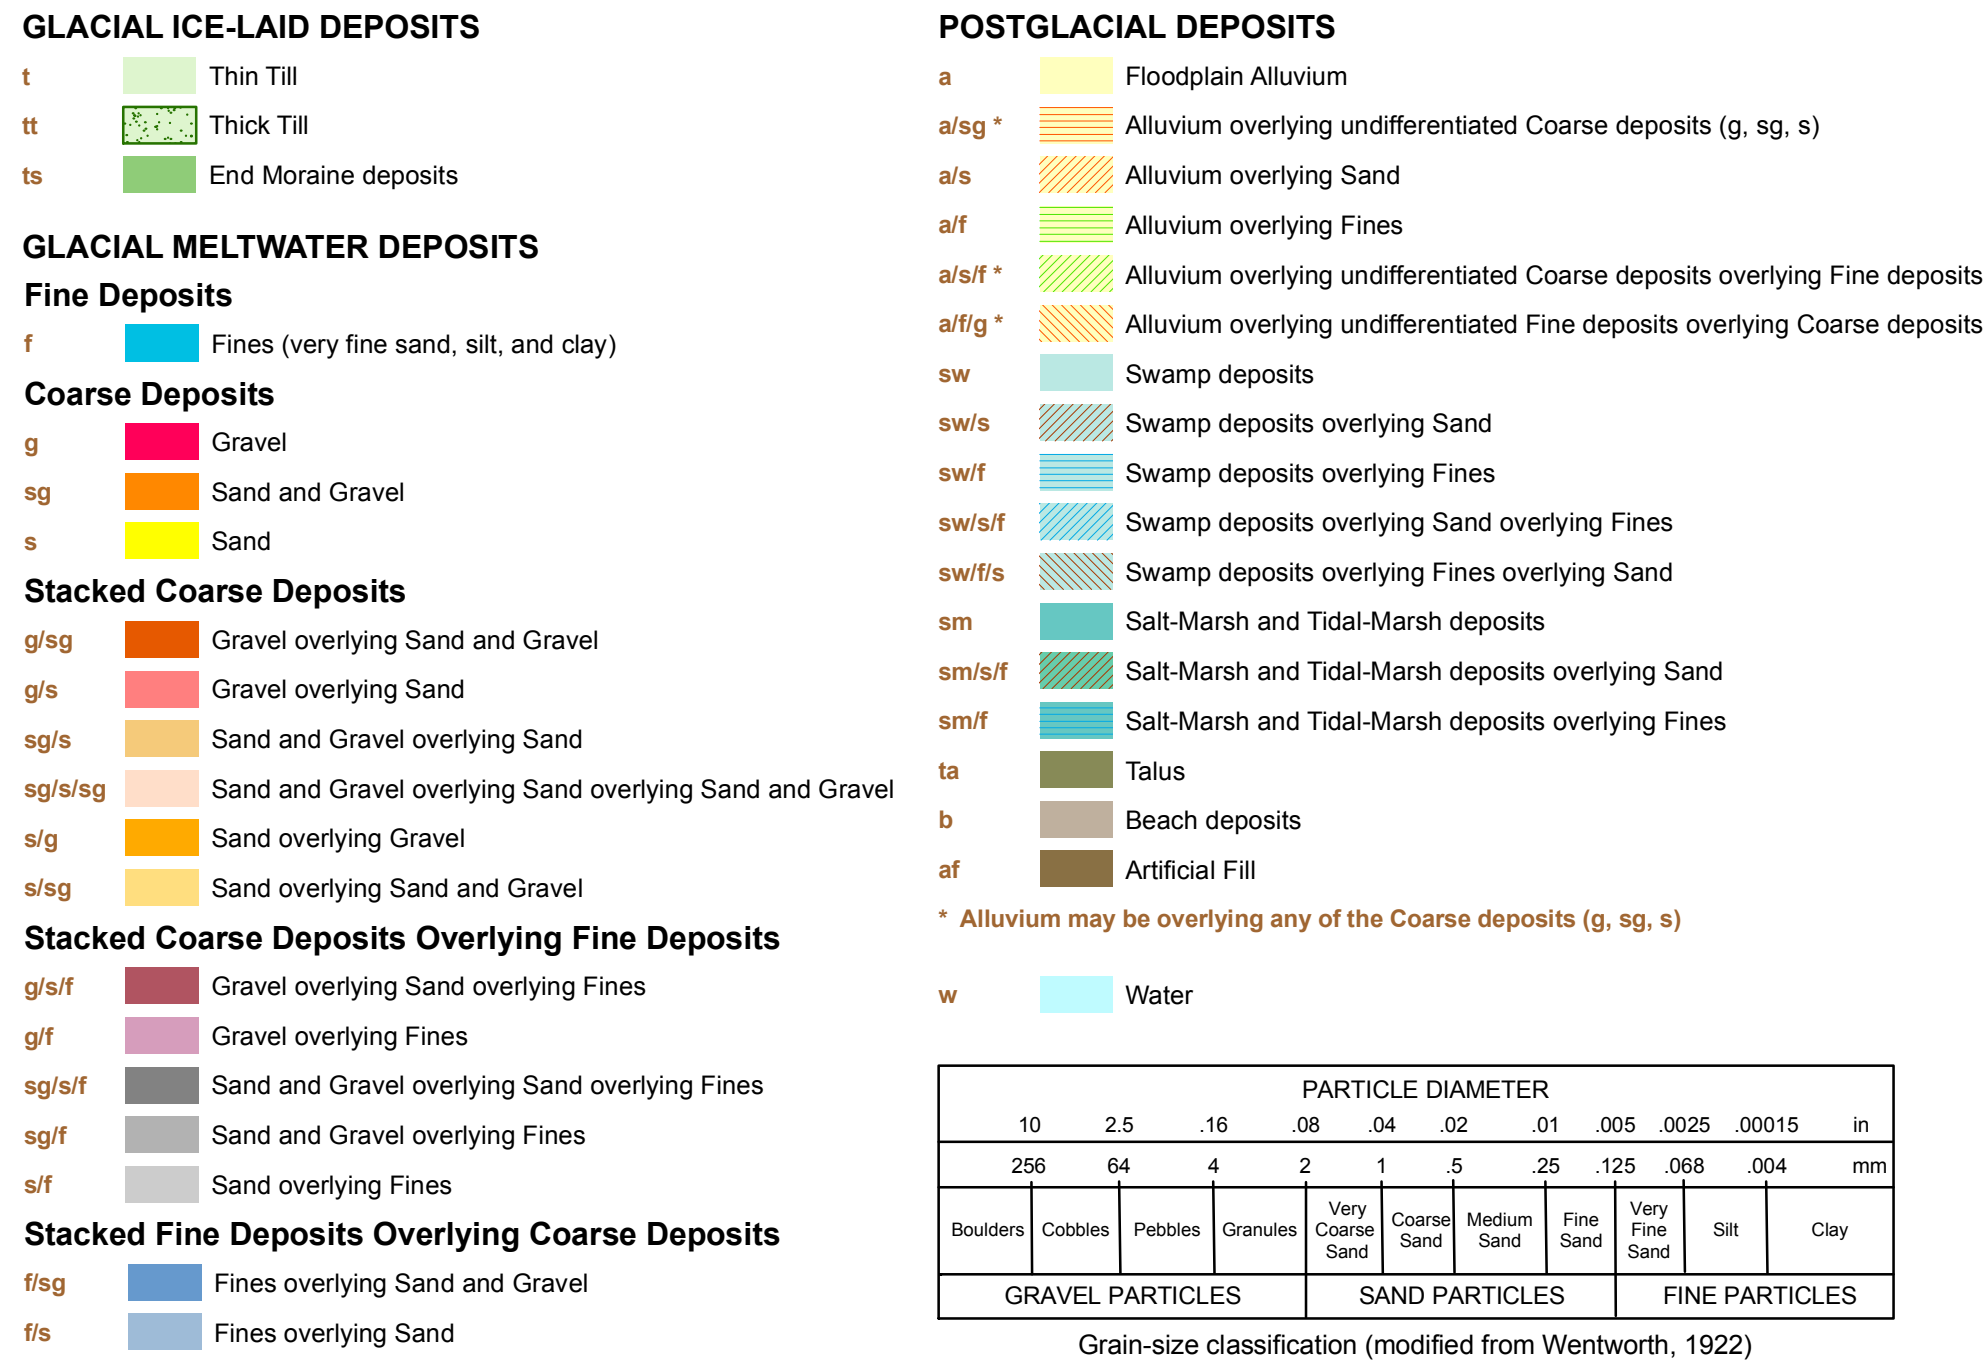 GLACIAL ICE-LAID DEPOSITS
t Thin Till
tt Thick Till
ts End Moraine deposits
GLACIAL MELTWATER DEPOSITS
Fine Deposits
f Fines (very fine sand, silt, and clay)
Coarse Deposits
g Gravel
sg Sand and Gravel
s Sand
Stacked Coarse Deposits
g/sg Gravel overlying Sand and Gravel
g/s Gravel overlying Sand
sg/s Sand and Gravel overlying Sand
sg/s/sg Sand and Gravel overlying Sand overlying Sand and Gravel
s/g Sand overlying Gravel
s/sg Sand overlying Sand and Gravel
Stacked Coarse Deposits Overlying Fine Deposits
g/s/f Gravel overlying Sand overlying Fines
g/f Gravel overlying Fines
sg/s/f Sand and Gravel overlying Sand overlying Fines
sg/f Sand and Gravel overlying Fines
s/f Sand overlying Fines
Stacked Fine Deposits Overlying Coarse Deposits
f/sg Fines overlying Sand and Gravel
f/s Fines overlying Sand
POSTGLACIAL DEPOSITS
a Floodplain Alluvium
a/sg * Alluvium overlying undifferentiated Coarse deposits (g, sg, s)
a/s Alluvium overlying Sand
a/f Alluvium overlying Fines
a/s/f * Alluvium overlying undifferentiated Coarse deposits overlying Fine deposits
a/f/g * Alluvium overlying undifferentiated Fine deposits overlying Coarse deposits
sw Swamp deposits
sw/s Swamp deposits overlying Sand
sw/f Swamp deposits overlying Fines
sw/s/f Swamp deposits overlying Sand overlying Fines
sw/f/s Swamp deposits overlying Fines overlying Sand
sm Salt-Marsh and Tidal-Marsh deposits
sm/s/f Salt-Marsh and Tidal-Marsh deposits overlying Sand
sm/f Salt-Marsh and Tidal-Marsh deposits overlying Fines
ta Talus
b Beach deposits
af Artificial Fill
* Alluvium may be overlying any of the Coarse deposits (g, sg, s)
w Water
PARTICLE DIAMETER
10 2.5 .16 .08 .04 .02 .01 .005 .0025 .00015 in
256 64 4 2 1 .5 .25 .125 .068 .004 mm
Boulders Cobbles Pebbles Granules Very Coarse Sand Coarse Sand Medium Sand Fine Sand Very Fine Sand Silt Clay
GRAVEL PARTICLES SAND PARTICLES FINE PARTICLES
Grain-size classification (modified from Wentworth, 1922)